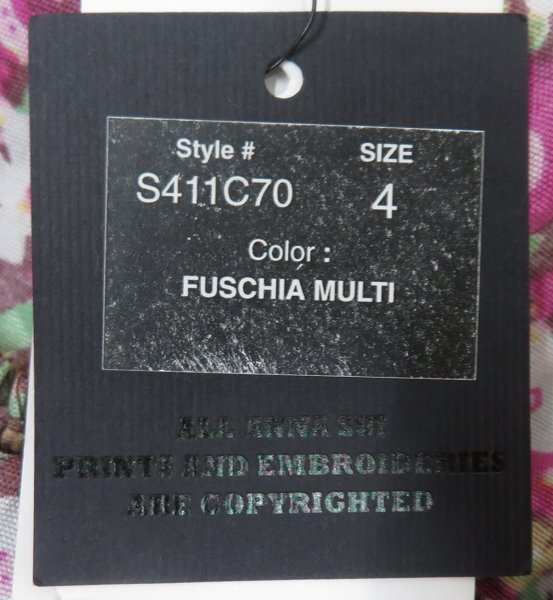 Style # SIZE
S411C70 4
Color :
FUSCHIA MULTI
ALL ANNA SUI
PRINTS AND EMBROIDERIES
ARE COPYRIGHTED